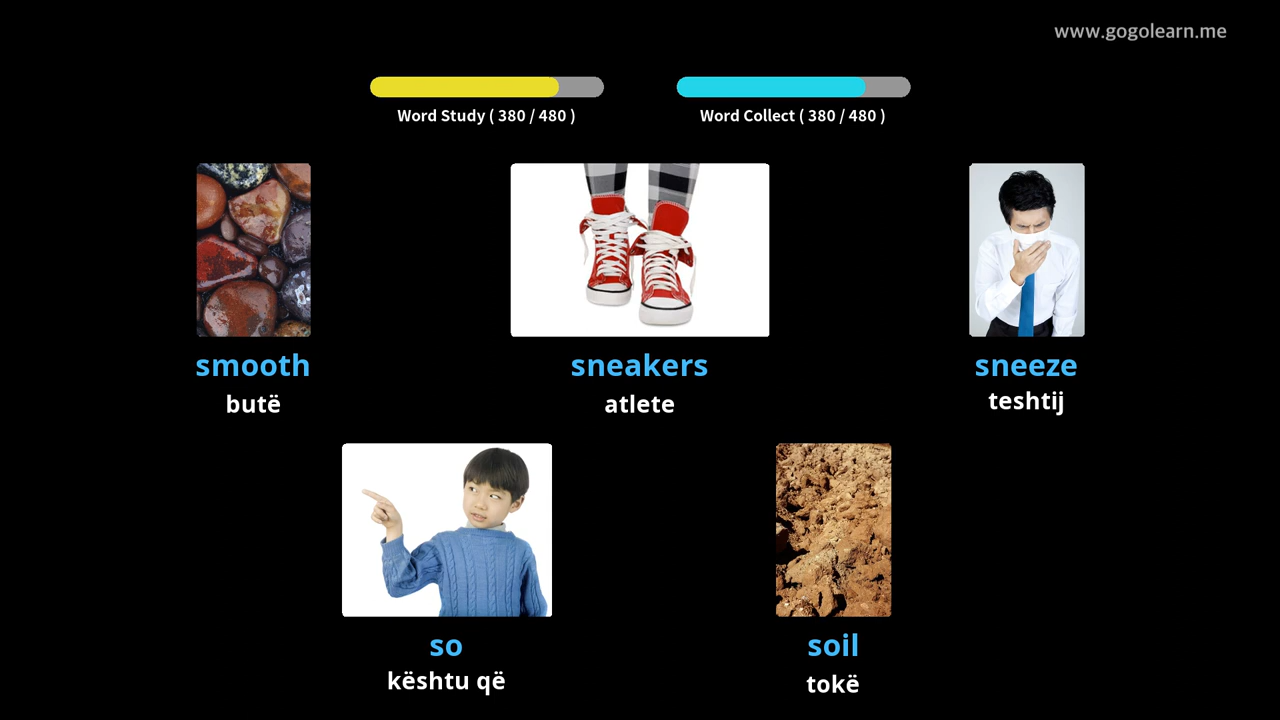 www.gogolearn.me
Word Study ( 380 / 480 )
Word Collect ( 380 / 480 )
smooth
butë
sneakers
atlete
sneeze
teshtij
so
kështu që
soil
tokë